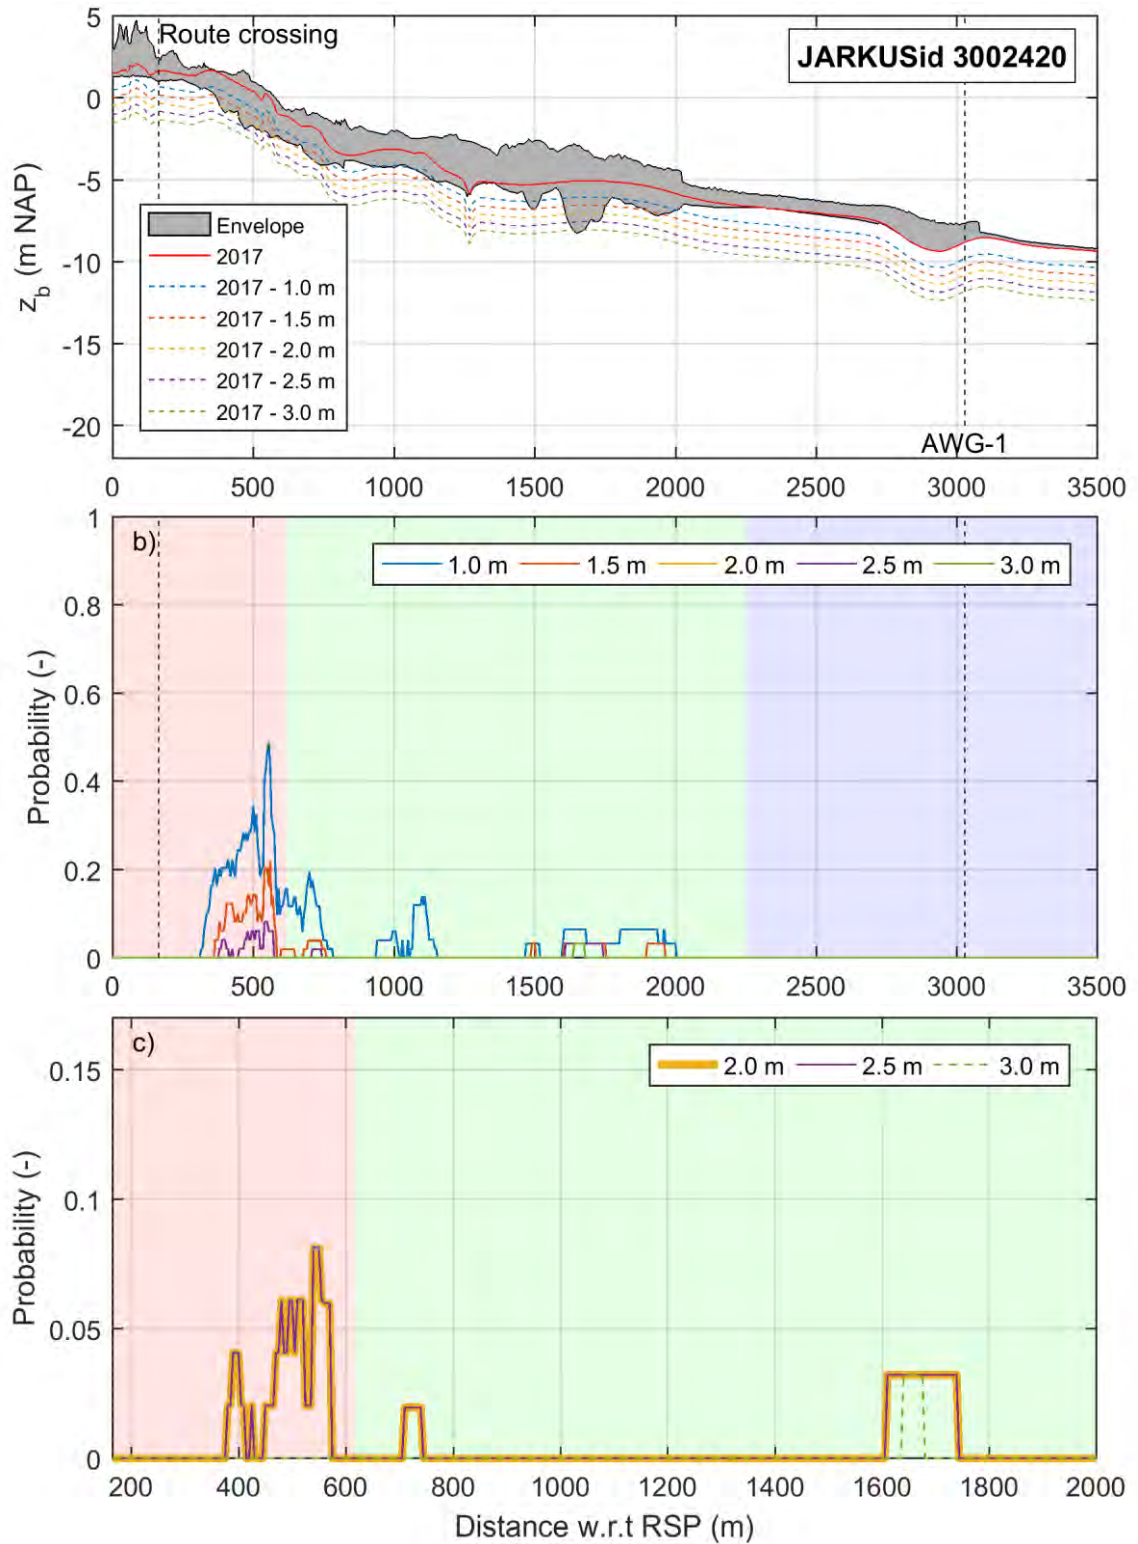 5
0
-5
-10
-15
-20
z_b (m NAP)
Route crossing
JARKUSid 3002420
Envelope
2017
2017 - 1.0 m
2017 - 1.5 m
2017 - 2.0 m
2017 - 2.5 m
2017 - 3.0 m
AWG-1
0 500 1000 1500 2000 2500 3000 3500
1
0.8
0.6
0.4
0.2
0
Probability (-)
b)
1.0 m 1.5 m 2.0 m 2.5 m 3.0 m
0 500 1000 1500 2000 2500 3000 3500
0.15
0.1
0.05
0
Probability (-)
c)
2.0 m 2.5 m 3.0 m
200 400 600 800 1000 1200 1400 1600 1800 2000
Distance w.r.t RSP (m)